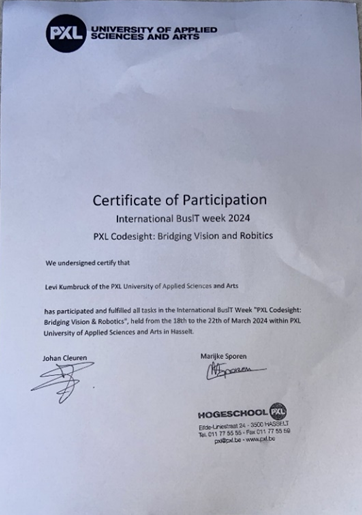 PXL UNIVERSITY OF APPLIED
SCIENCES AND ARTS
Certificate of Participation
International BusIT week 2024
PXL Codesight: Bridging Vision and Robitics
We undersigned certify that
Levi Kumbruck of the PXL University of Applied Sciences and Arts
has participated and fulfilled all tasks in the International BusIT Week "PXL Codesight:
Bridging Vision & Robotics", held from the 18th to the 22th of March 2024 within PXL
University of Applied Sciences and Arts in Hasselt.
Johan Cleuren
Marijke Sporen
HOGESCHOOL PXL
Elfde-Liniestraat 24 - 3500 HASSELT
Tel. 011 77 55 55 - Fax 011 77 55 59
pxl@pxl.be - www.pxl.be